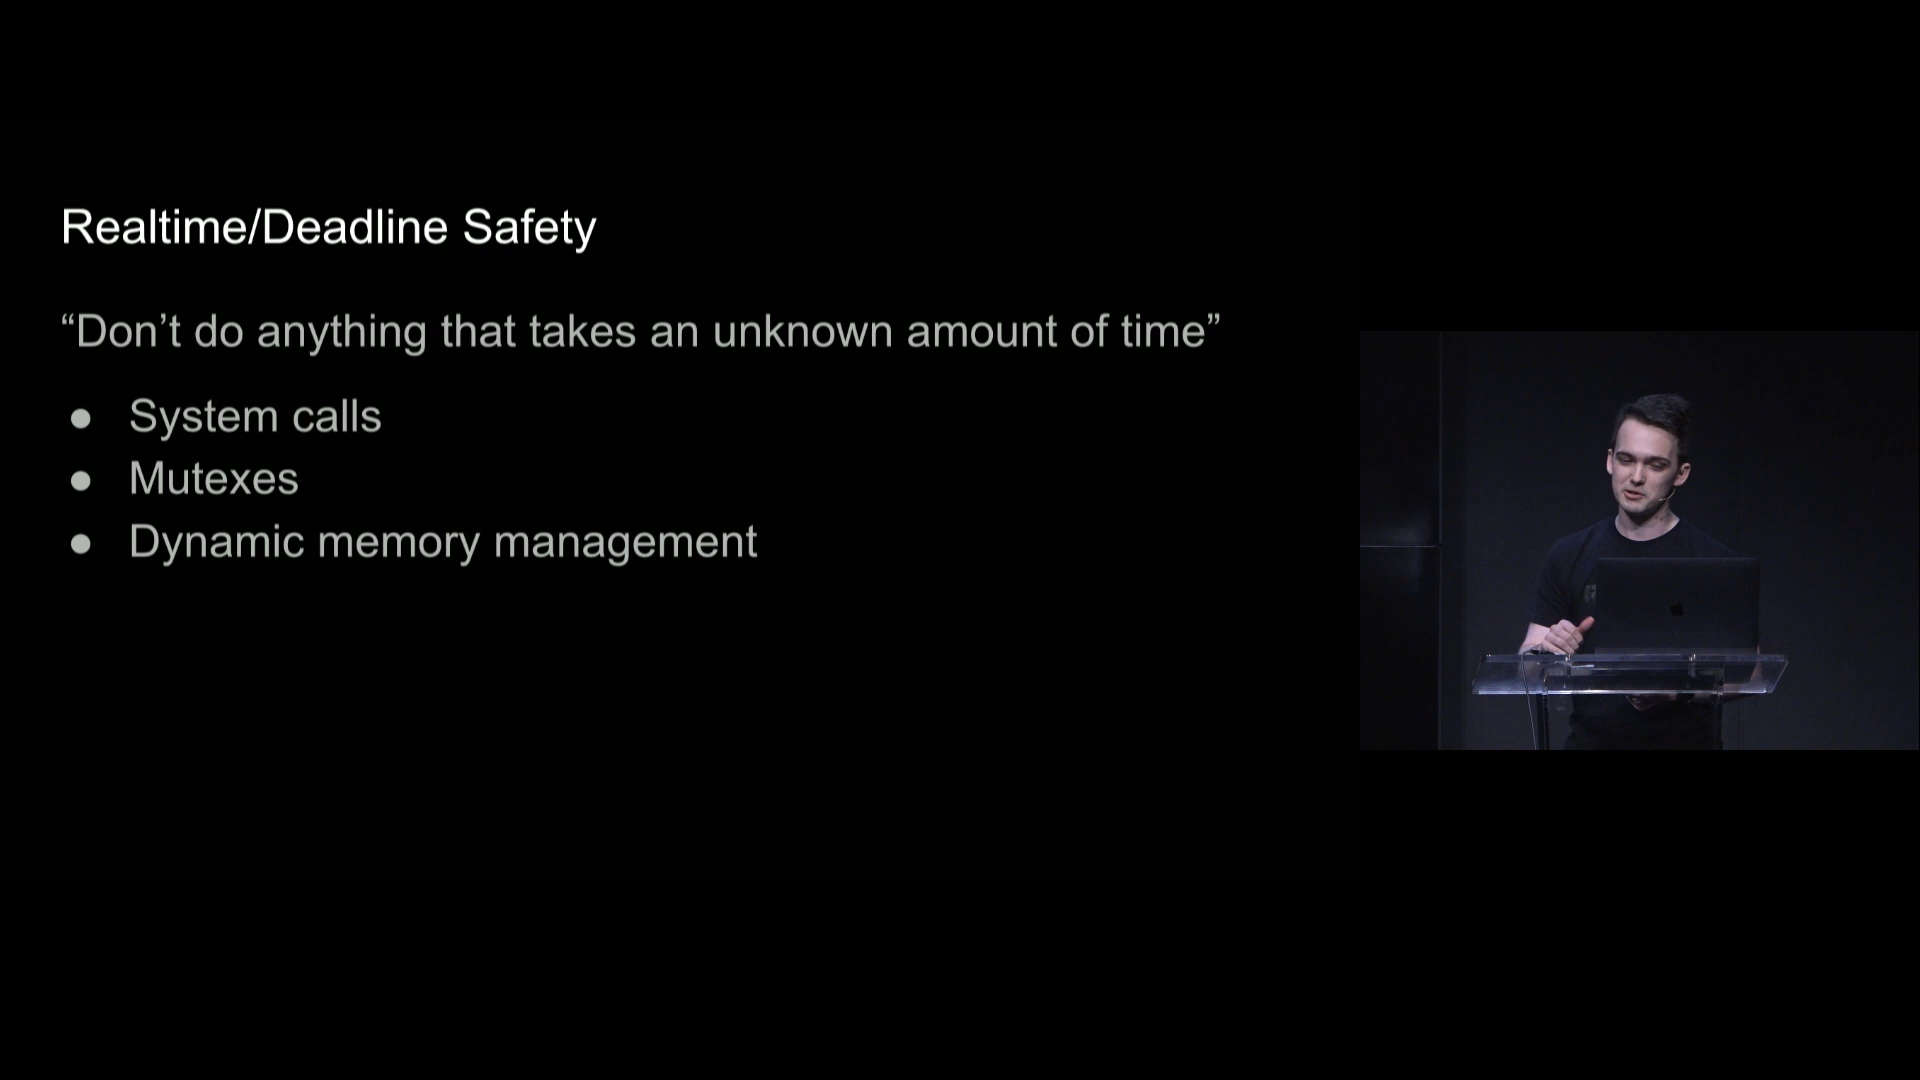 Realtime/Deadline Safety
“Don’t do anything that takes an unknown amount of time”
● System calls
● Mutexes
● Dynamic memory management